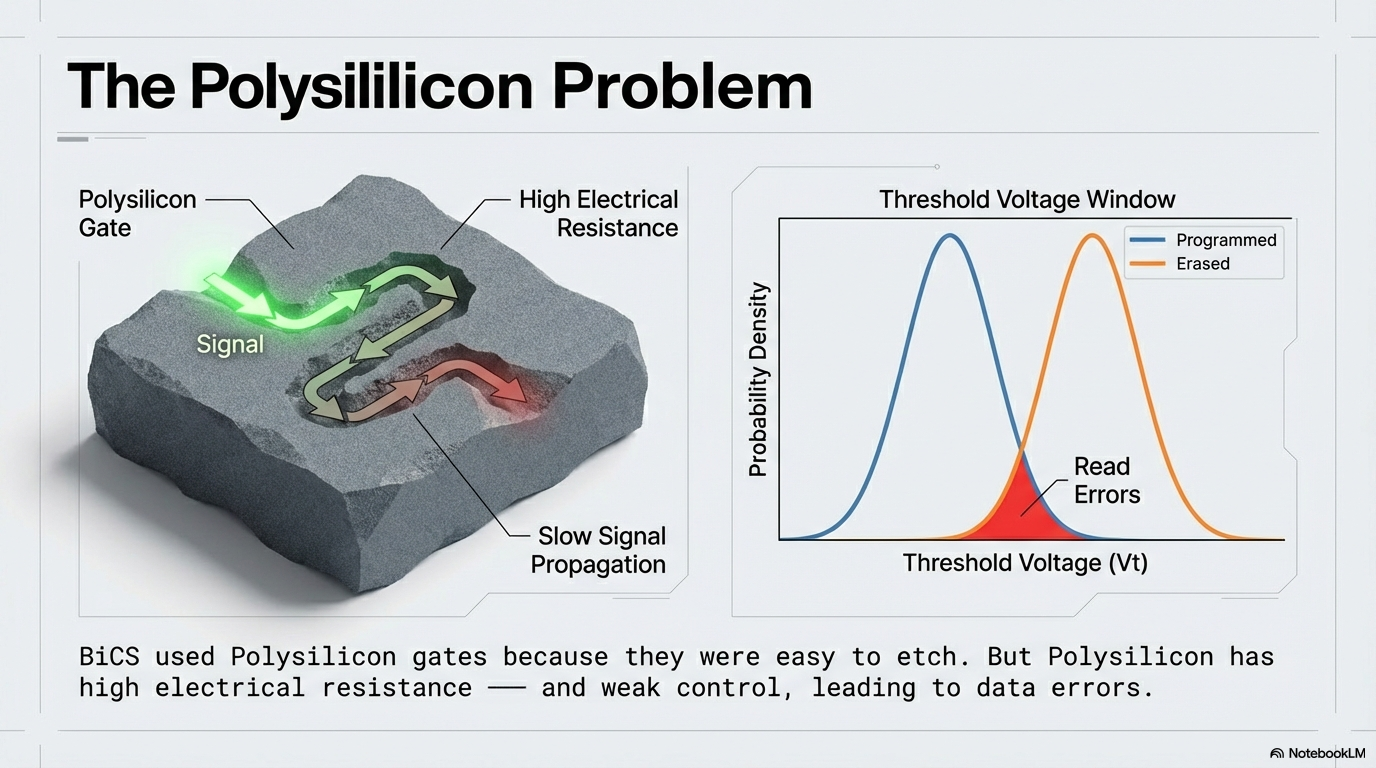 The Polysililicon Problem
Polysilicon
Gate
High Electrical
Resistance
Signal
Slow Signal
Propagation
Threshold Voltage Window
Programmed
Erased
Probability Density
Read
Errors
Threshold Voltage (Vt)
BiCS used Polysilicon gates because they were easy to etch. But Polysilicon has
high electrical resistance — and weak control, leading to data errors.
NotebookLM